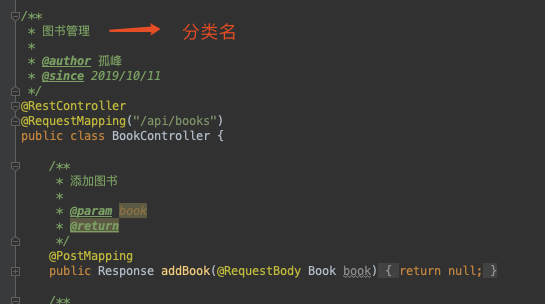 /**
* 图书管理 分类名
*
* @author 孤峰
* @since 2019/10/11
*/
@RestController
@RequestMapping("/api/books")
public class BookController {
/**
* 添加图书
*
* @param book
* @return
*/
@PostMapping
public Response addBook(@RequestBody Book book) { return null; }
/**